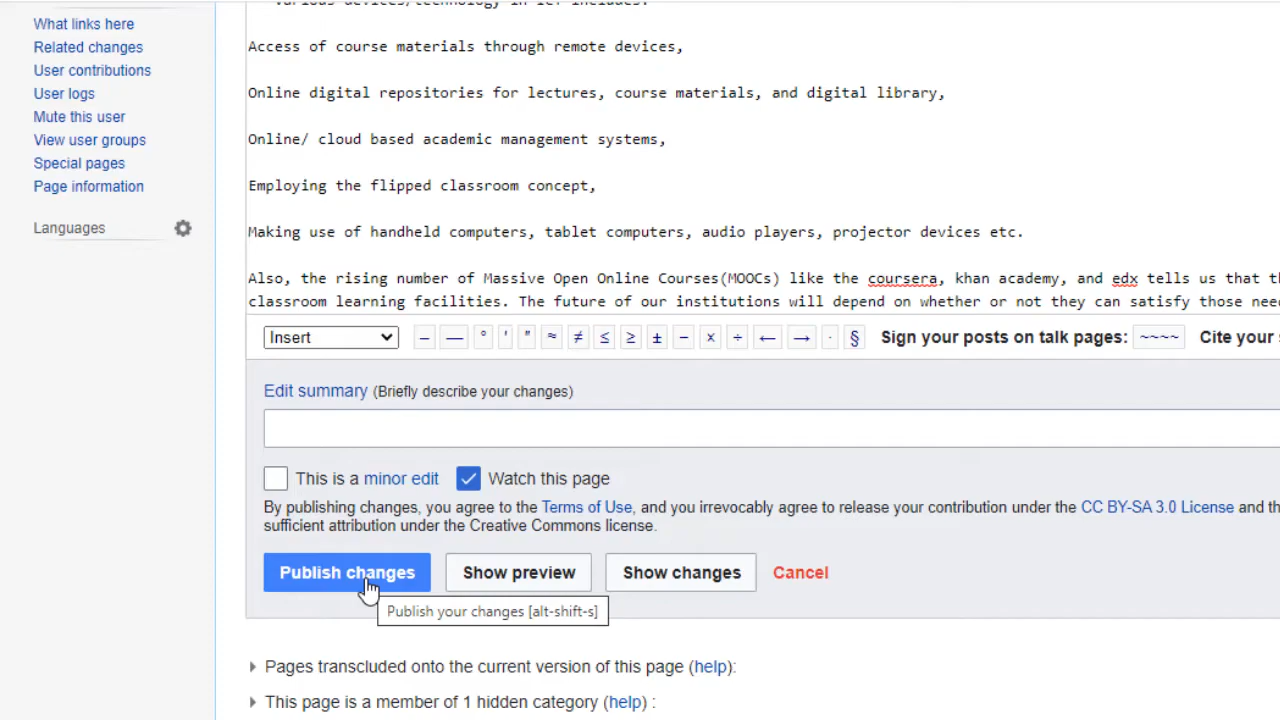 What links here
Related changes
User contributions
User logs
Mute this user
View user groups
Special pages
Page information
Languages
Various devices/technology in ICT includes:
Access of course materials through remote devices,
Online digital repositories for lectures, course materials, and digital library,
Online/ cloud based academic management systems,
Employing the flipped classroom concept,
Making use of handheld computers, tablet computers, audio players, projector devices etc.
Also, the rising number of Massive Open Online Courses(MOOCs) like the coursera, khan academy, and edx tells us that
classroom learning facilities. The future of our institutions will depend on whether or not they can satisfy those
Insert – — ° ′ ″ ≈ ≠ ≤ ≥ ± − × ÷ ← → · § Sign your posts on talk pages: ~~~~ Cite your
Edit summary (Briefly describe your changes)
This is a minor edit Watch this page
By publishing changes, you agree to the Terms of Use, and you irrevocably agree to release your contribution under the CC BY-SA 3.0 License and
sufficient attribution under the Creative Commons license.
Publish changes Show preview Show changes Cancel
Publish your changes [alt-shift-s]
Pages transcluded onto the current version of this page (help):
This page is a member of 1 hidden category (help) :